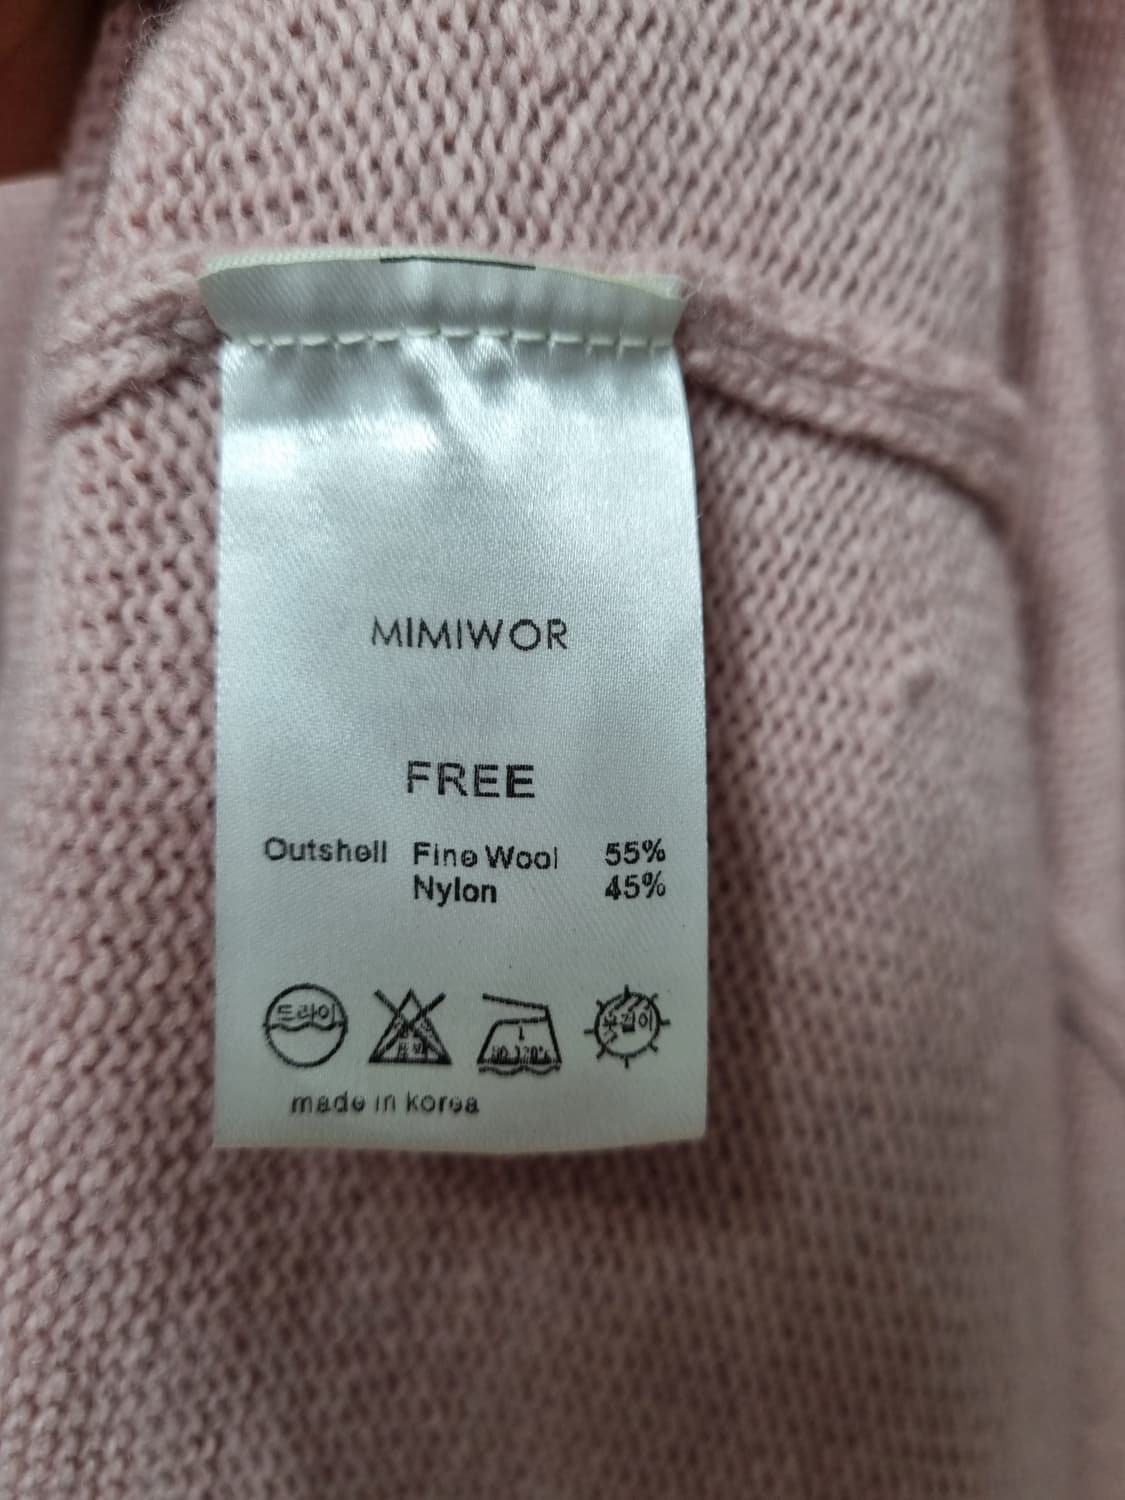 MIMIWOR
FREE
Outshell Fine Wool 55%
Nylon 45%
드라이
made in korea